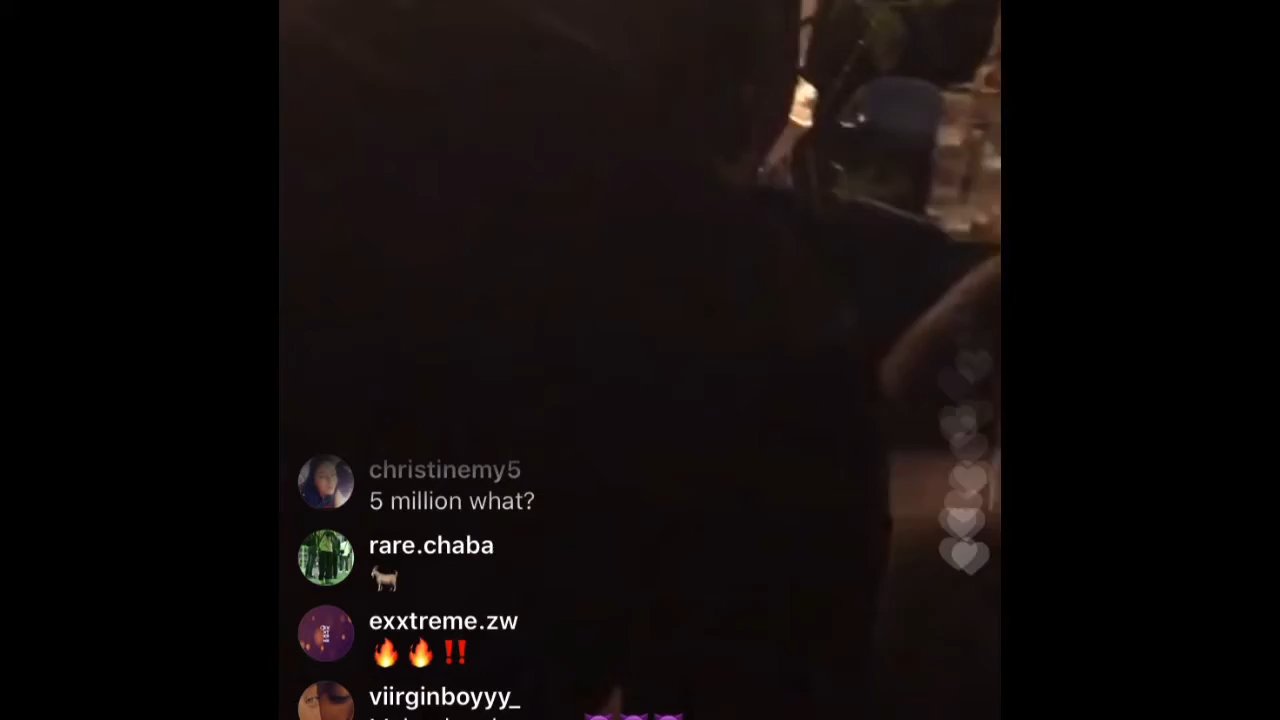 christinemy5
5 million what?
rare.chaba
🐐
exxtreme.zw
🔥🔥‼️
viirginboyyy_